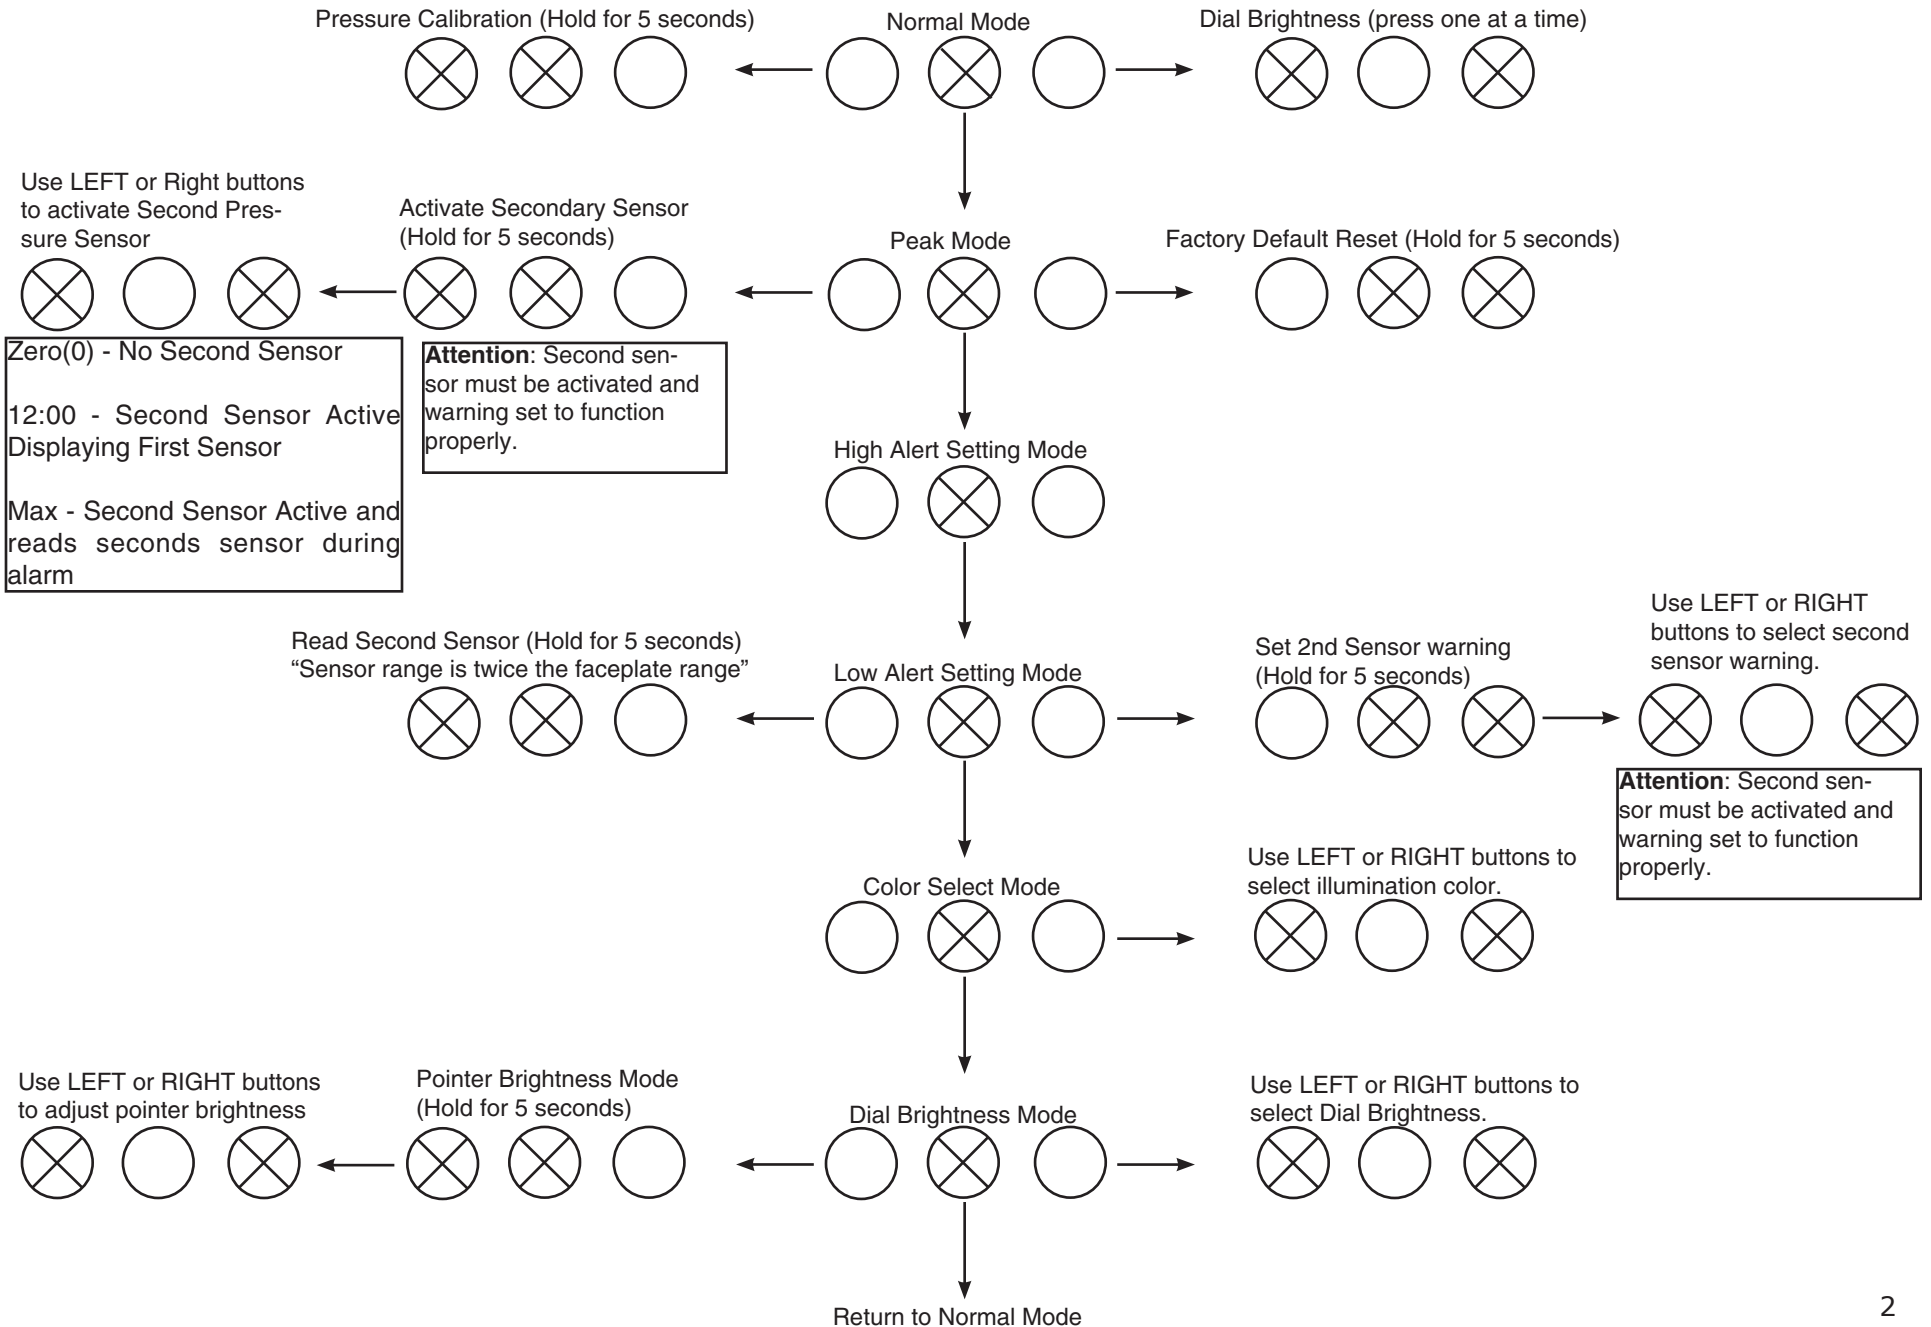 Pressure Calibration (Hold for 5 seconds)
Normal Mode
Dial Brightness (press one at a time)
Use LEFT or Right buttons
to activate Second Pres-
sure Sensor
Activate Secondary Sensor
(Hold for 5 seconds)
Peak Mode
Factory Default Reset (Hold for 5 seconds)
Zero(0) - No Second Sensor
12:00 - Second Sensor Active
Displaying First Sensor
Max - Second Sensor Active and
reads seconds sensor during
alarm
Attention: Second sen-
sor must be activated and
warning set to function
properly.
High Alert Setting Mode
Read Second Sensor (Hold for 5 seconds)
“Sensor range is twice the faceplate range”
Low Alert Setting Mode
Set 2nd Sensor warning
(Hold for 5 seconds)
Use LEFT or RIGHT
buttons to select second
sensor warning.
Attention: Second sen-
sor must be activated and
warning set to function
properly.
Color Select Mode
Use LEFT or RIGHT buttons to
select illumination color.
Use LEFT or RIGHT buttons
to adjust pointer brightness
Pointer Brightness Mode
(Hold for 5 seconds)
Dial Brightness Mode
Use LEFT or RIGHT buttons to
select Dial Brightness.
Return to Normal Mode
2